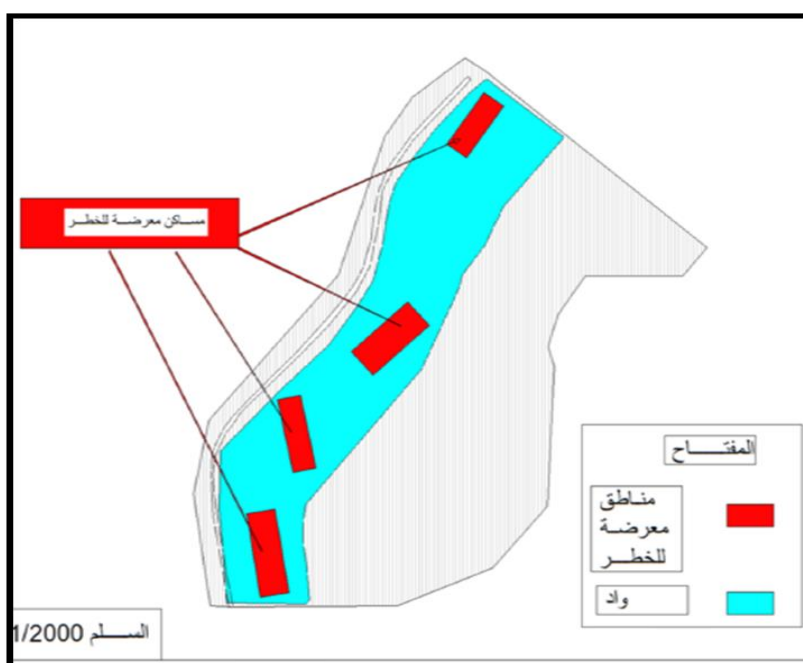 مساكن معرضة للخطر
المفتاح
مناطق
معرضة
للخطر
واد
السلم 1/2000